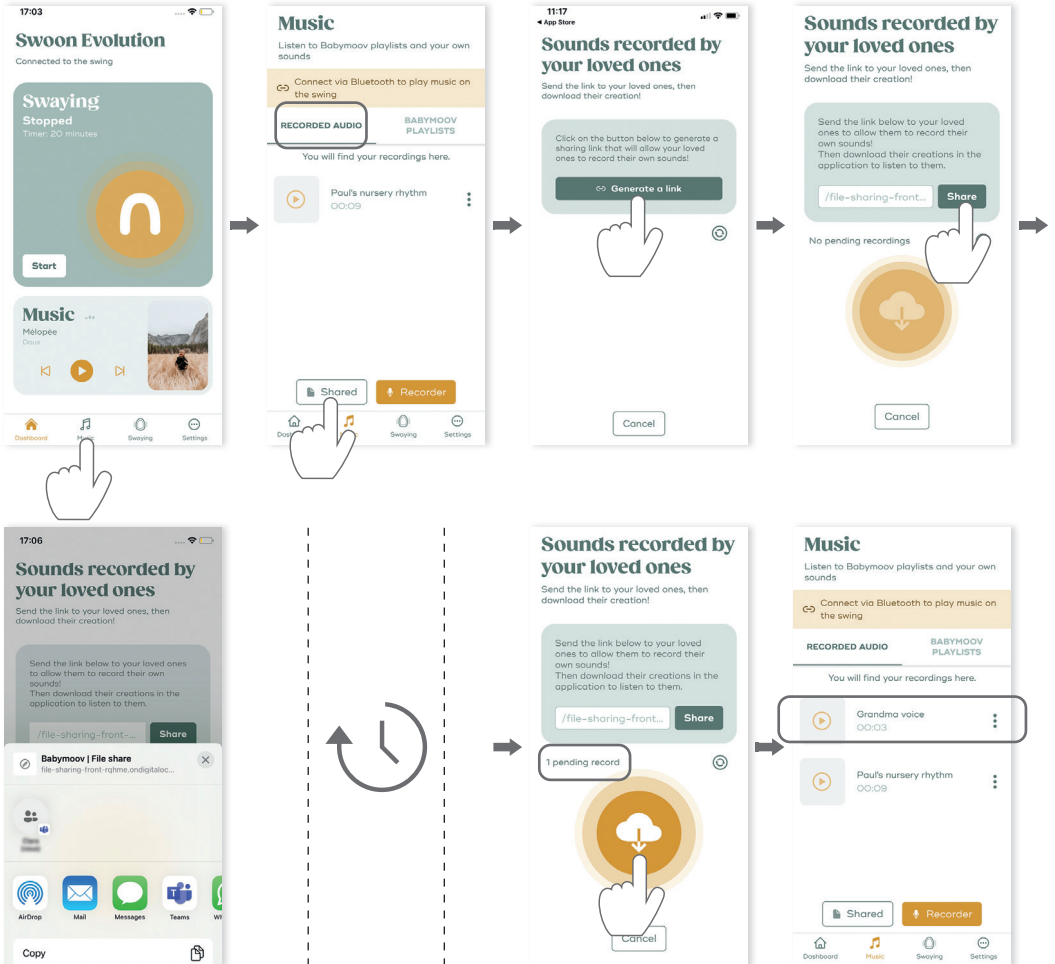 17:03
Swoon Evolution
Connected to the swing
Swaying
Stopped
Timer: 20 minutes
Start
Music
Mélopée
Doux
Dashboard
Music
Swaying
Settings
Music
Listen to Babymoov playlists and your own
sounds
Connect via Bluetooth to play music on
the swing
RECORDED AUDIO
BABYMOOV
PLAYLISTS
You will find your recordings here.
Paul's nursery rhythm
00:09
Shared
Recorder
Swaying
Settings
11:17
App Store
Sounds recorded by
your loved ones
Send the link to your loved ones, then
download their creation!
Click on the button below to generate a
sharing link that will allow your loved
ones to record their own sounds!
Generate a link
Cancel
Sounds recorded by
your loved ones
Send the link to your loved ones, then
download their creation!
Send the link below to your loved
ones to allow them to record their
own sounds!
Then download their creations in the
application to listen to them.
/file-sharing-front...
Share
No pending recordings
Cancel
17:06
Sounds recorded by
your loved ones
Send the link to your loved ones, then
download their creation!
Send the link below to your loved ones
to allow them to record their own
sounds!
Then download their creations in the
application to listen to them.
/file-sharing-front-...
Share
Babymoov | File share
file-sharing-front-rqhme.ondigitaloc...
AirDrop
Mail
Messages
Teams
Copy
Sounds recorded by
your loved ones
Send the link to your loved ones, then
download their creation!
Send the link below to your loved
ones to allow them to record their
own sounds!
Then download their creations in the
application to listen to them.
/file-sharing-front...
Share
1 pending record
Cancel
Music
Listen to Babymoov playlists and your own
sounds
Connect via Bluetooth to play music on
the swing
RECORDED AUDIO
BABYMOOV
PLAYLISTS
You will find your recordings here.
Grandma voice
00:03
Paul's nursery rhythm
00:09
Shared
Recorder
Dashboard
Music
Swaying
Settings